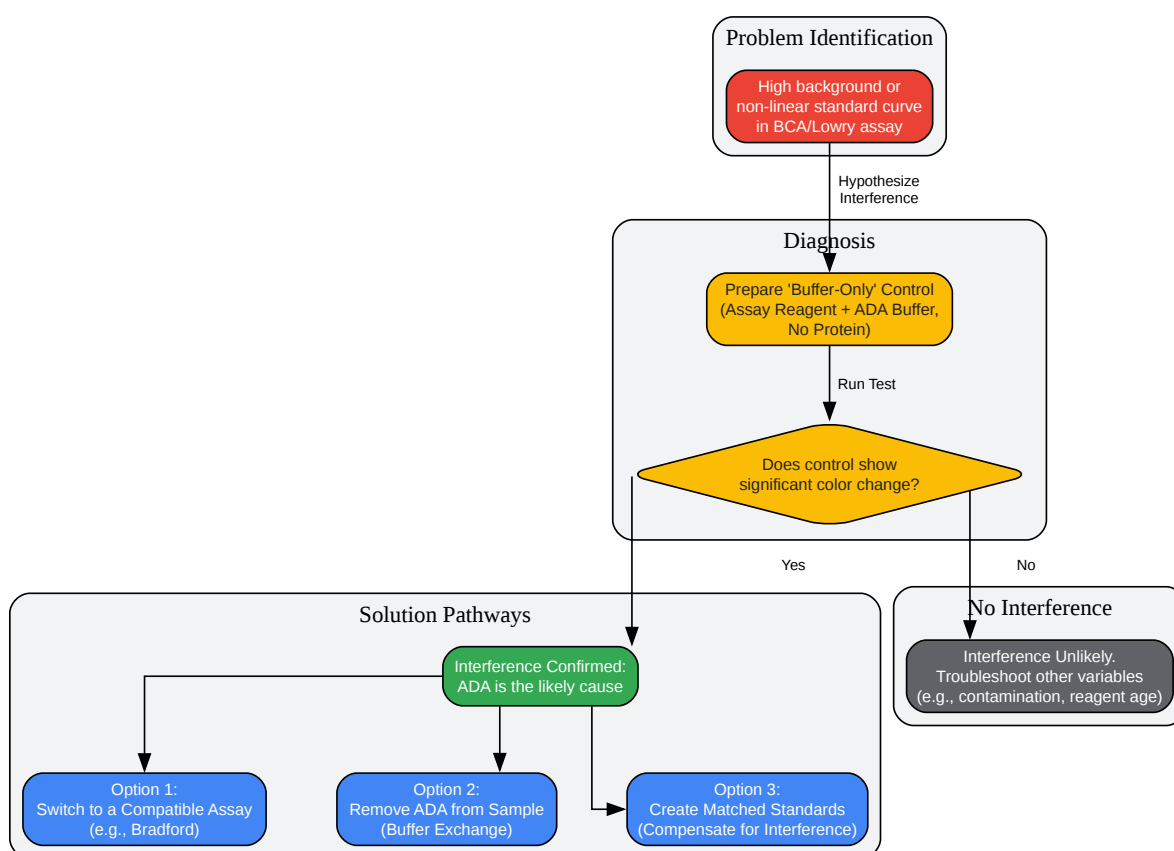 Problem Identification
High background or
non-linear standard curve
in BCA/Lowry assay
Hypothesize
Interference
Diagnosis
Prepare 'Buffer-Only' Control
(Assay Reagent + ADA Buffer,
No Protein)
Run Test
Does control show
significant color change?
Yes
No
Solution Pathways
Interference Confirmed:
ADA is the likely cause
No Interference
Interference Unlikely.
Troubleshoot other variables
(e.g., contamination, reagent age)
Option 1:
Switch to a Compatible Assay
(e.g., Bradford)
Option 2:
Remove ADA from Sample
(Buffer Exchange)
Option 3:
Create Matched Standards
(Compensate for Interference)